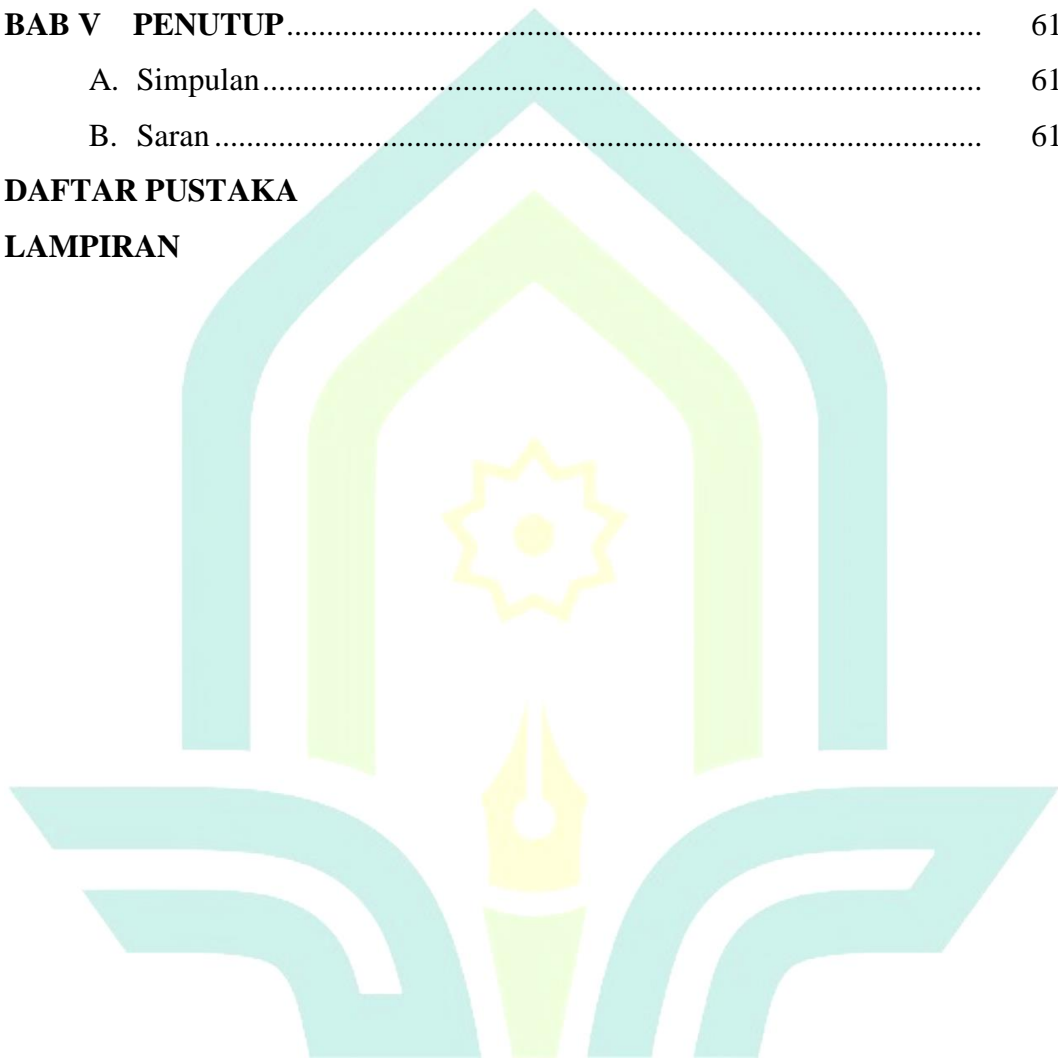 BAB V PENUTUP........................................................................................ 61
A. Simpulan........................................................................................... 61
B. Saran ................................................................................................. 61
DAFTAR PUSTAKA
LAMPIRAN